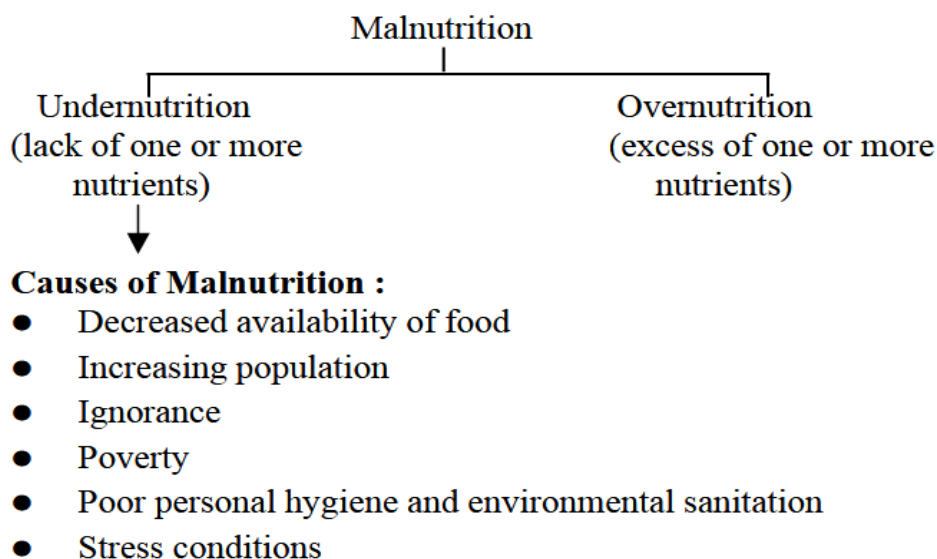 Malnutrition
Undernutrition
(lack of one or more
nutrients)
Overnutrition
(excess of one or more
nutrients)
Causes of Malnutrition :
● Decreased availability of food
● Increasing population
● Ignorance
● Poverty
● Poor personal hygiene and environmental sanitation
● Stress conditions